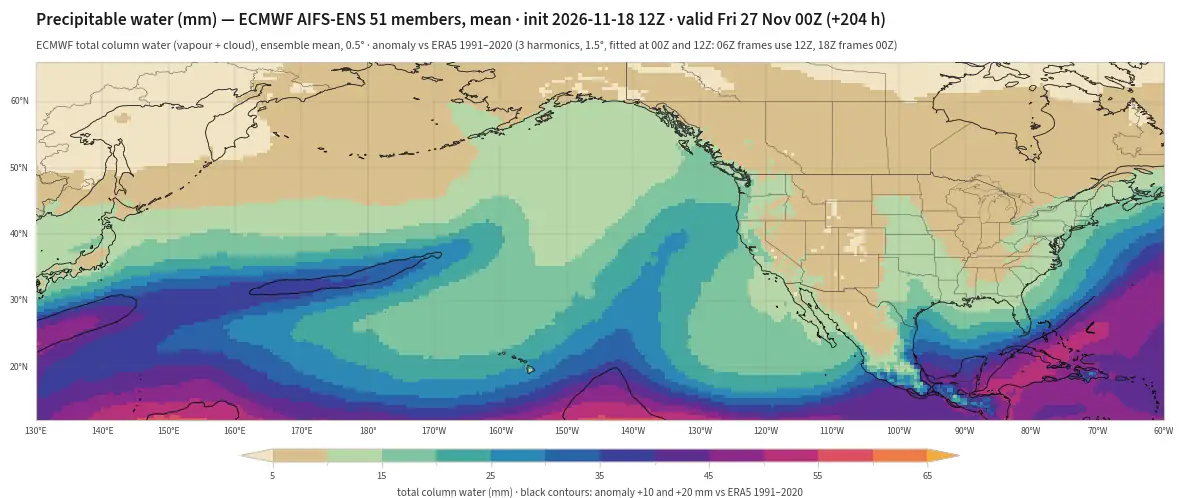 Precipitable water (mm) — ECMWF AIFS-ENS 51 members, mean · init 2026-11-18 12Z · valid Fri 27 Nov 00Z (+204 h)
ECMWF total column water (vapour + cloud), ensemble mean, 0.5° · anomaly vs ERA5 1991–2020 (3 harmonics, 1.5°, fitted at 00Z and 12Z: 06Z frames use 12Z, 18Z frames 00Z)
60°N
50°N
40°N
30°N
20°N
130°E 140°E 150°E 160°E 170°E 180° 170°W 160°W 150°W 140°W 130°W 120°W 110°W 100°W 90°W 80°W 70°W 60°W
5 15 25 35 45 55 65
total column water (mm) · black contours: anomaly +10 and +20 mm vs ERA5 1991–2020